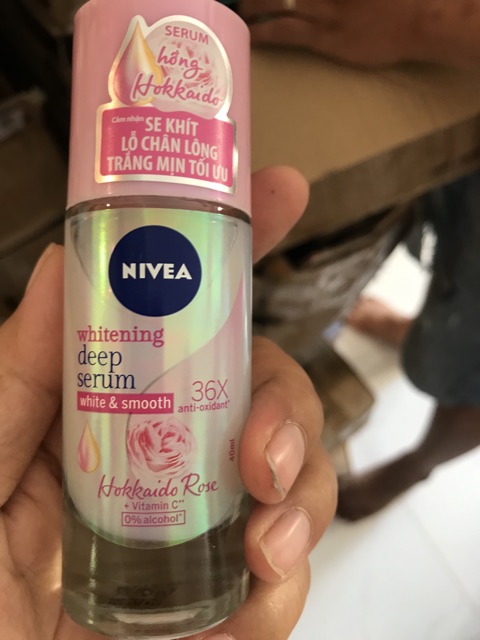 SERUM
hồng
Hokkaido
Cảm nhận SE KHÍT
LỖ CHÂN LÔNG
TRẮNG MỊN TỐI ƯU
NIVEA
whitening
deep
serum
white & smooth
36X
anti-oxidant*
40ml
Hokkaido Rose
+ Vitamin C**
0% alcohol*